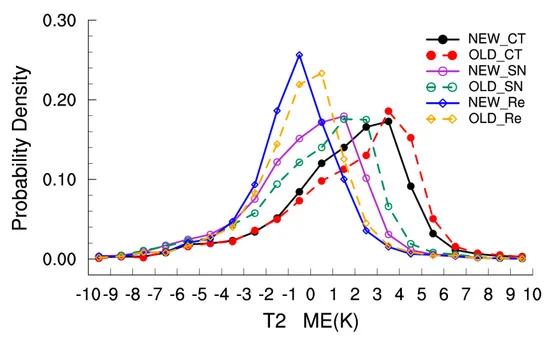 0.30
0.20
0.10
0.00
Probability Density
NEW_CT
OLD_CT
NEW_SN
OLD_SN
NEW_Re
OLD_Re
-10 -9 -8 -7 -6 -5 -4 -3 -2 -1 0 1 2 3 4 5 6 7 8 9 10
T2 ME(K)